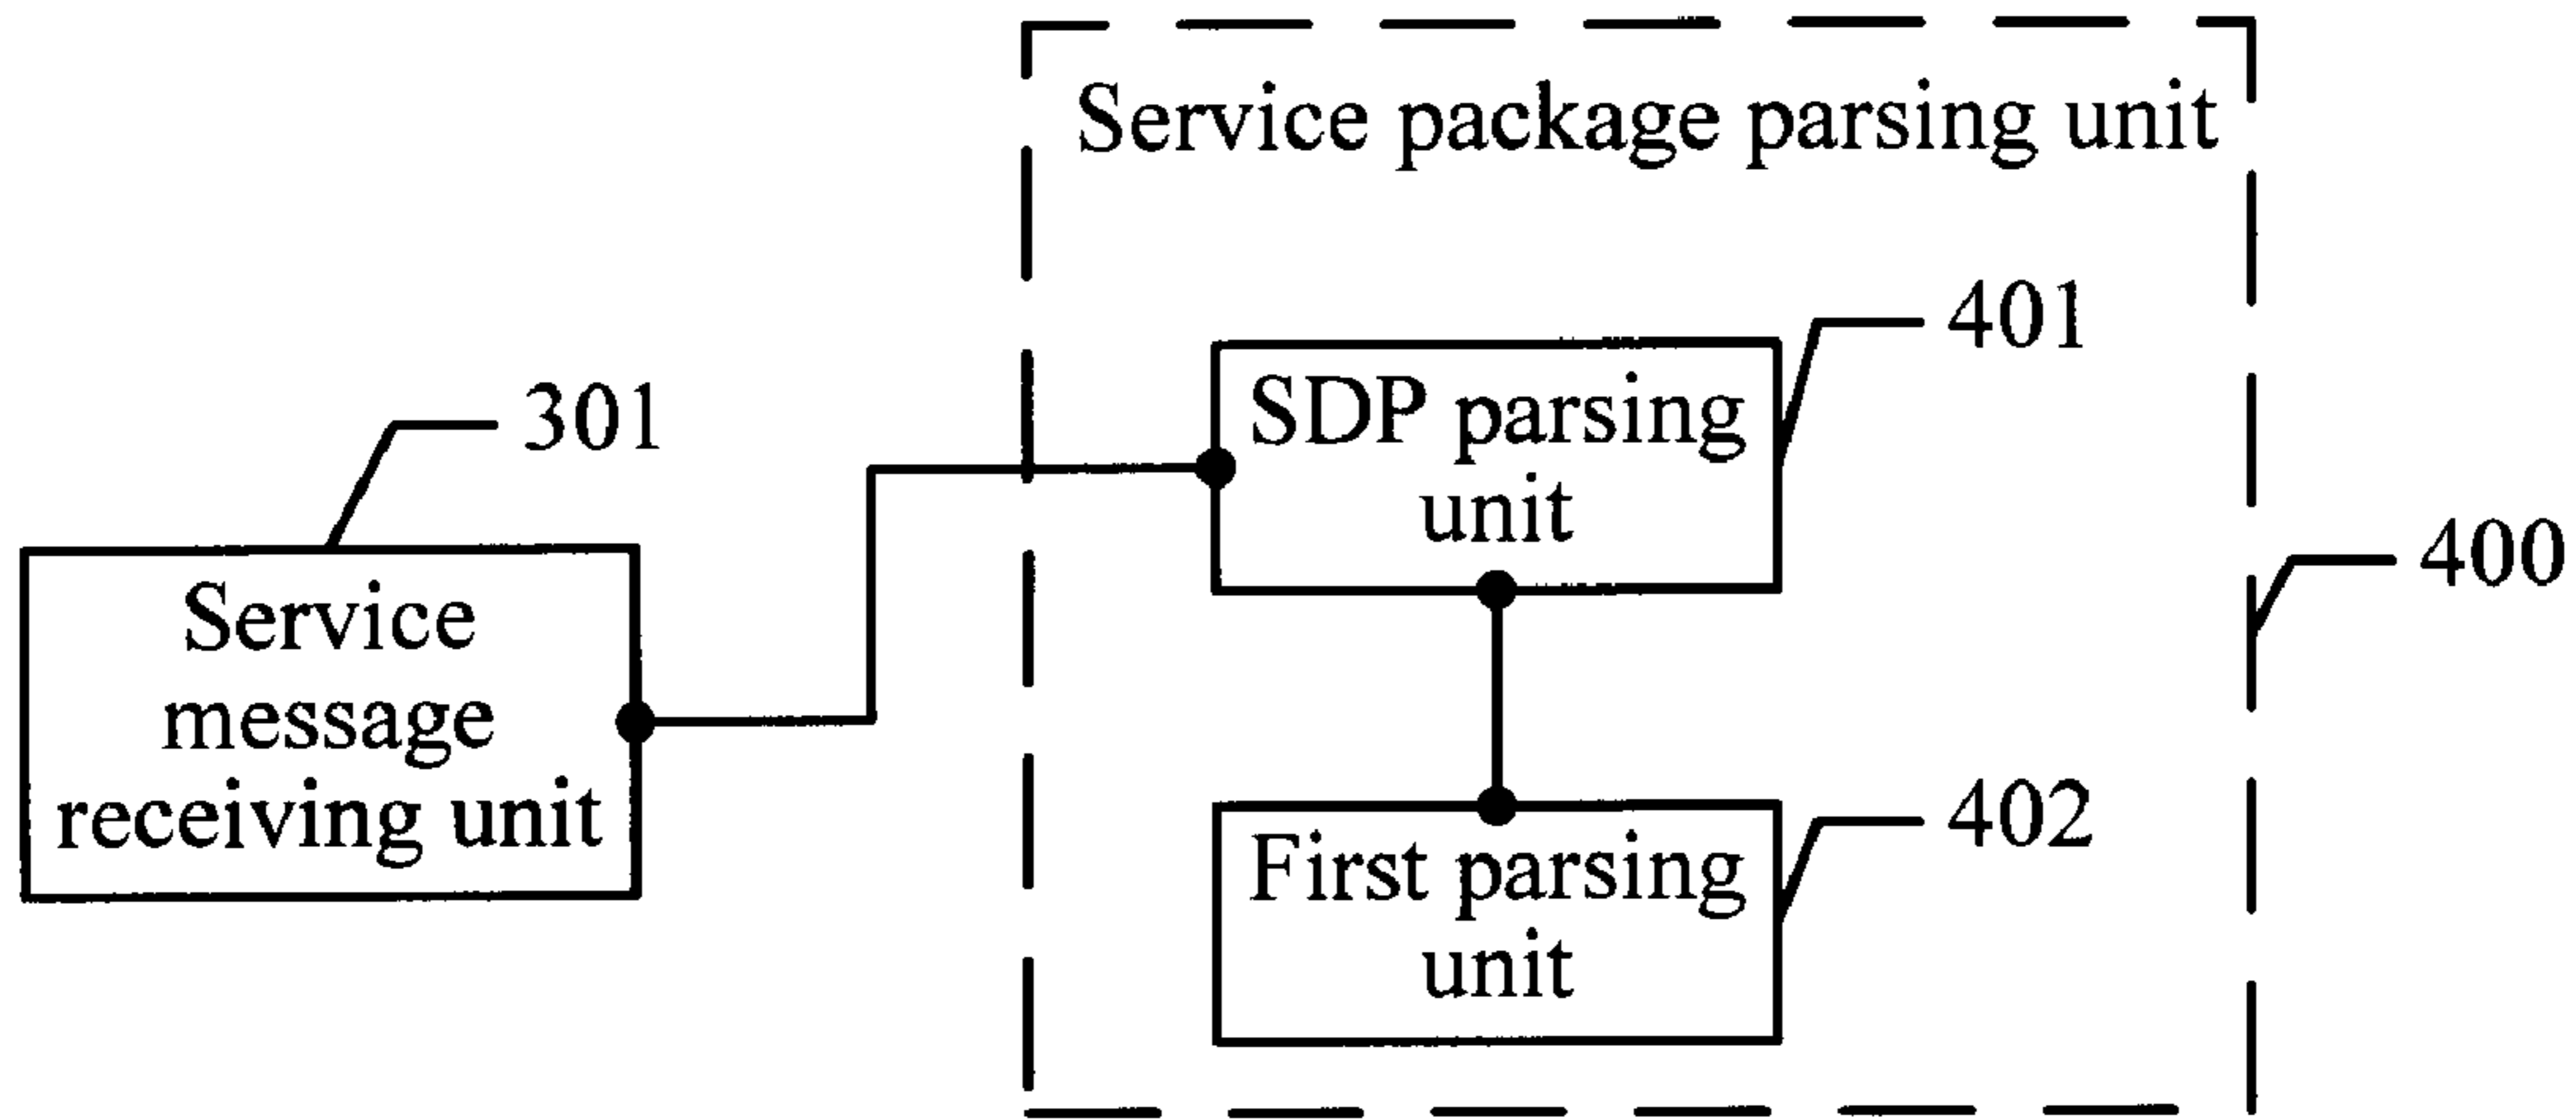 Service package parsing unit
401
SDP parsing
unit
301
400
Service
message
receiving unit
402
First parsing
unit